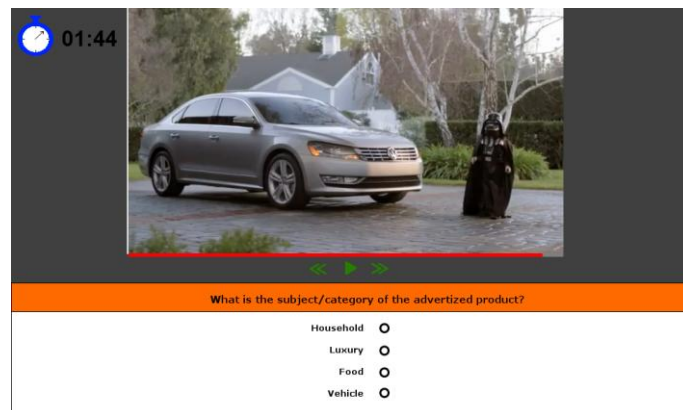 01:44
What is the subject/category of the advertized product?
Household
Luxury
Food
Vehicle